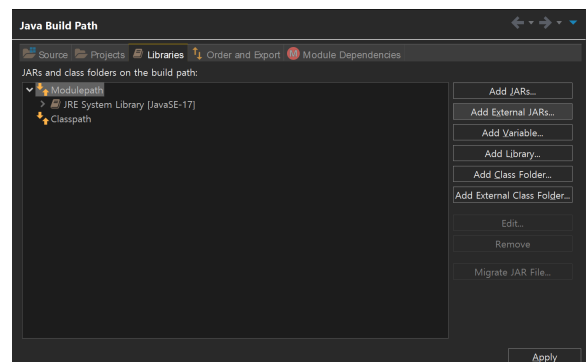 Java Build Path
Source Projects Libraries Order and Export Module Dependencies
JARs and class folders on the build path:
Modulepath
JRE System Library [JavaSE-17]
Classpath
Add JARs...
Add External JARs...
Add Variable...
Add Library...
Add Class Folder...
Add External Class Folder...
Edit...
Remove
Migrate JAR File...
Apply